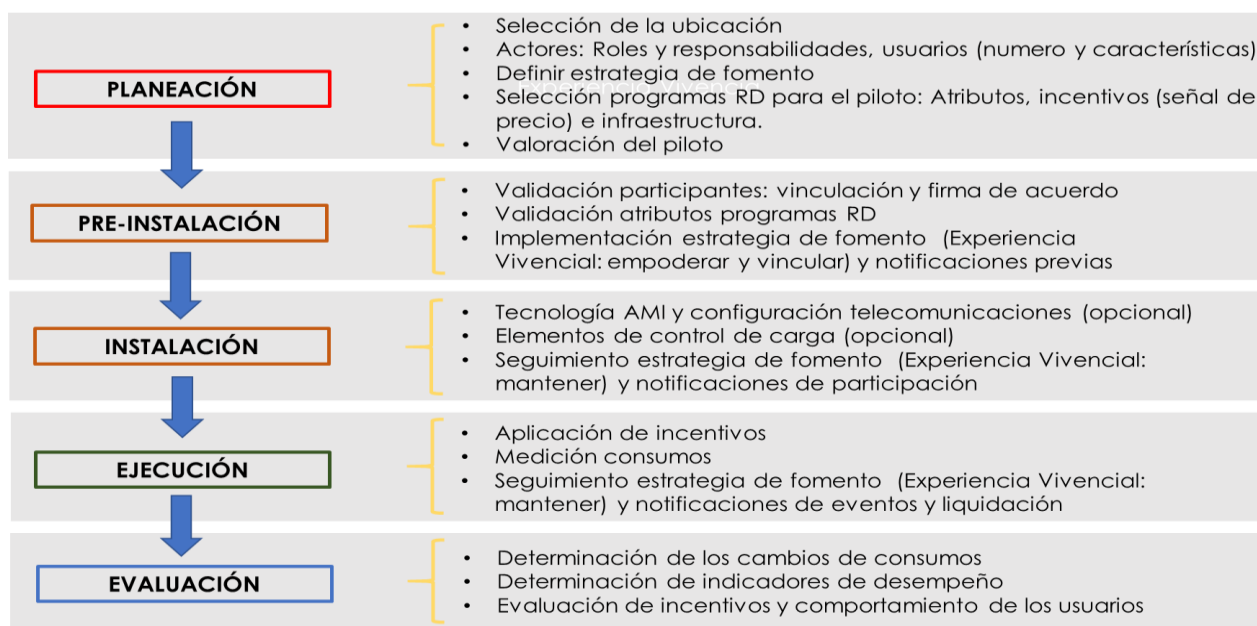 PLANEACIÓN
• Selección de la ubicación
• Actores: Roles y responsabilidades, usuarios (numero y características)
• Definir estrategia de fomento
Experiencia Vivencia
• Selección programas RD para el piloto: Atributos, incentivos (señal de
precio) e infraestructura.
• Valoración del piloto
PRE-INSTALACIÓN
• Validación participantes: vinculación y firma de acuerdo
• Validación atributos programas RD
• Implementación estrategia de fomento (Experiencia
Vivencial: empoderar y vincular) y notificaciones previas
INSTALACIÓN
• Tecnología AMI y configuración telecomunicaciones (opcional)
• Elementos de control de carga (opcional)
• Seguimiento estrategia de fomento (Experiencia Vivencial:
mantener) y notificaciones de participación
EJECUCIÓN
• Aplicación de incentivos
• Medición consumos
• Seguimiento estrategia de fomento (Experiencia Vivencial:
mantener) y notificaciones de eventos y liquidación
EVALUACIÓN
• Determinación de los cambios de consumos
• Determinación de indicadores de desempeño
• Evaluación de incentivos y comportamiento de los usuarios